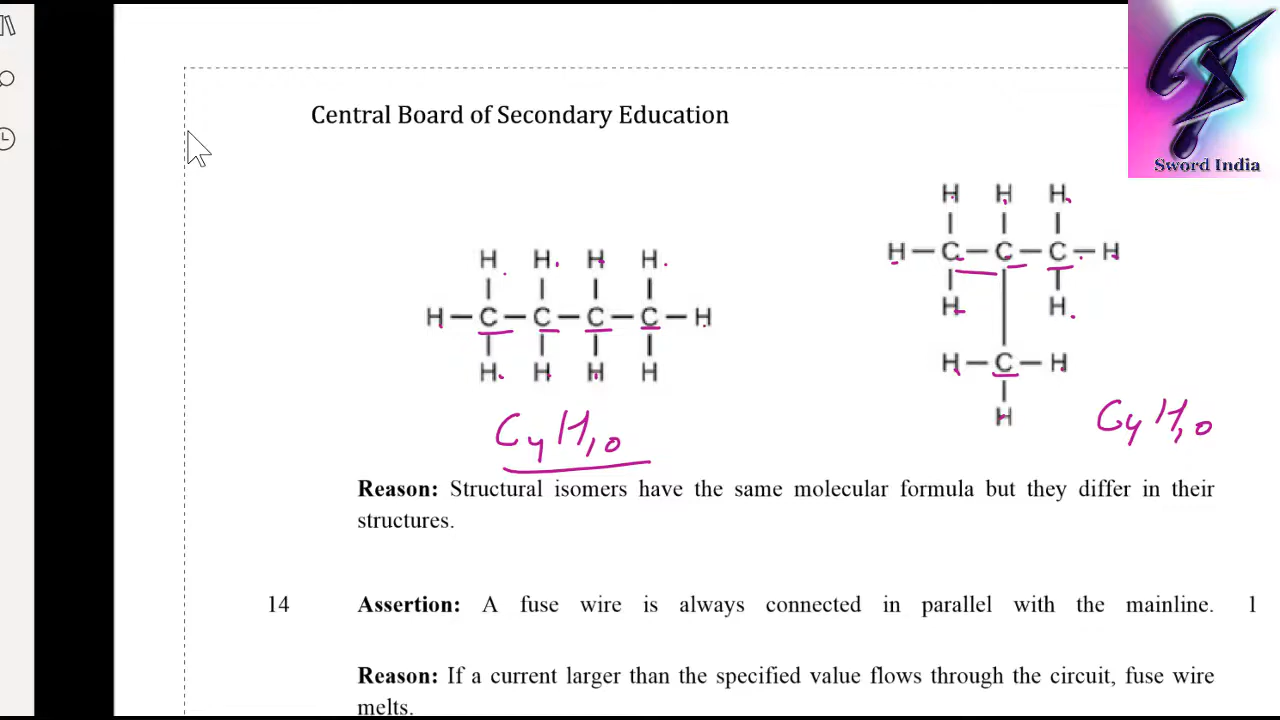 Sword India
Central Board of Secondary Education
H H H
H—C—C—C—H
H H
H—C—H
H
H H H H
H—C—C—C—C—H
H H H H
C4H10
C4H10
Reason: Structural isomers have the same molecular formula but they differ in their
structures.
14 Assertion: A fuse wire is always connected in parallel with the mainline. 1
Reason: If a current larger than the specified value flows through the circuit, fuse wire
melts.